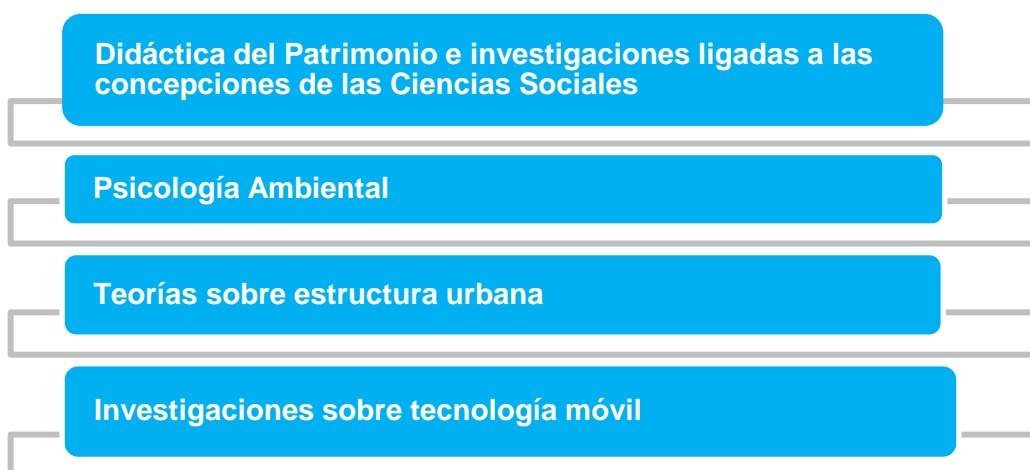 Didáctica del Patrimonio e investigaciones ligadas a las
concepciones de las Ciencias Sociales
Psicología Ambiental
Teorías sobre estructura urbana
Investigaciones sobre tecnología móvil